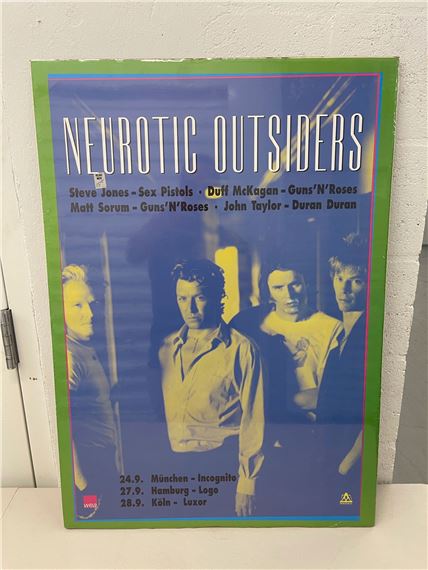 NEUROTIC OUTSIDERS
Steve Jones - Sex Pistols · Duff McKagan - Guns'N'Roses
Matt Sorum - Guns'N'Roses · John Taylor - Duran Duran
24.9. München - Incognito
27.9. Hamburg - Logo
28.9. Köln - Luxor
wea